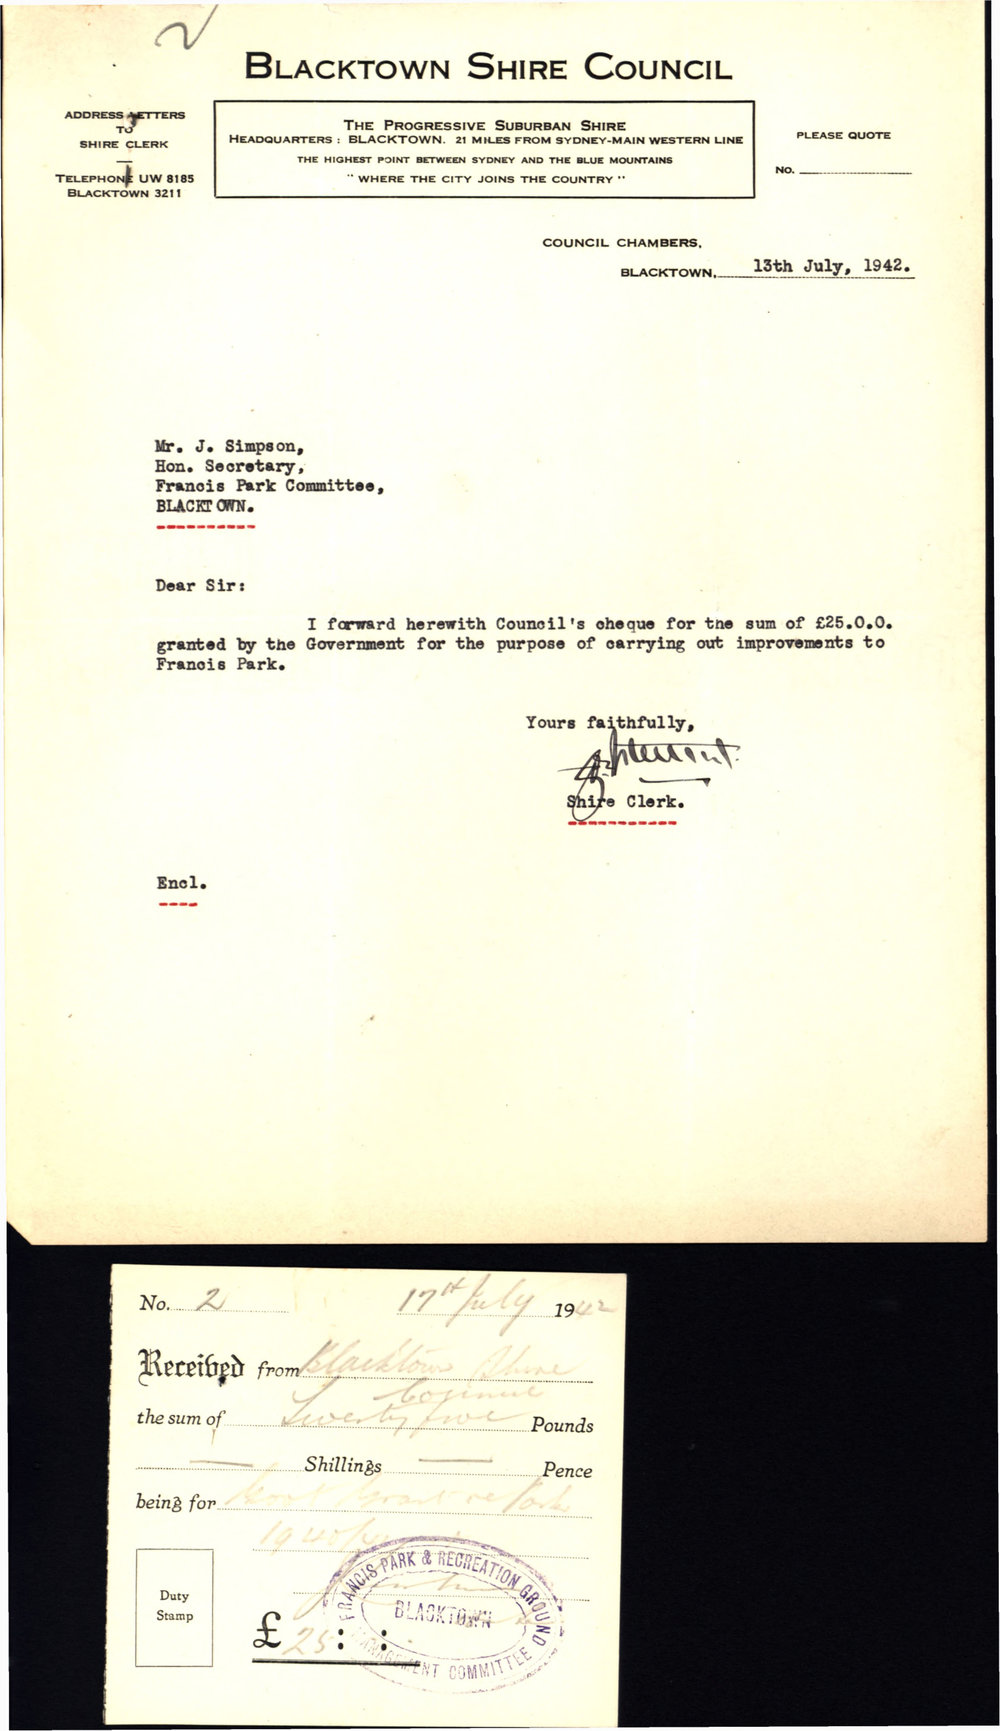 2
BLACKTOWN SHIRE COUNCIL
ADDRESS LETTERS
TO
SHIRE CLERK
TELEPHONE UW 8185
BLACKTOWN 3211
THE PROGRESSIVE SUBURBAN SHIRE
HEADQUARTERS : BLACKTOWN. 21 MILES FROM SYDNEY-MAIN WESTERN LINE
THE HIGHEST POINT BETWEEN SYDNEY AND THE BLUE MOUNTAINS
" WHERE THE CITY JOINS THE COUNTRY "
PLEASE QUOTE
NO.
COUNCIL CHAMBERS,
BLACKTOWN, 13th July, 1942.
Mr. J. Simpson,
Hon. Secretary,
Francis Park Committee,
BLACKTOWN.
Dear Sir:
I forward herewith Council's cheque for the sum of £25.0.0.
granted by the Government for the purpose of carrying out improvements to
Francis Park.
Yours faithfully,
Shire Clerk.
Encl.
No. 2 17th July 1942
Received from Blacktown Shire
Council
the sum of Twenty five Pounds
— Shillings — Pence
being for Govt Grant re Park
Duty
Stamp
£ 25 : :
FRANCIS PARK & RECREATION GROUND
BLACKTOWN
MANAGEMENT COMMITTEE